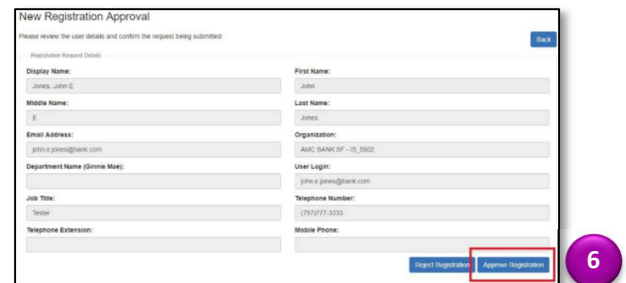 New Registration Approval
Please review the user details and confirm the request being submitted
Back
Registration Request Details
Display Name: First Name:
Jones, John E John
Middle Name: Last Name:
E Jones
Email Address: Organization:
john.e.jones@bank.com AMC BANK SF - IS_5602
Department Name (Ginnie Mae): User Login:
john.e.jones@bank.com
Job Title: Telephone Number:
Tester (757)777-3333
Telephone Extension: Mobile Phone:
Reject Registration Approve Registration
6